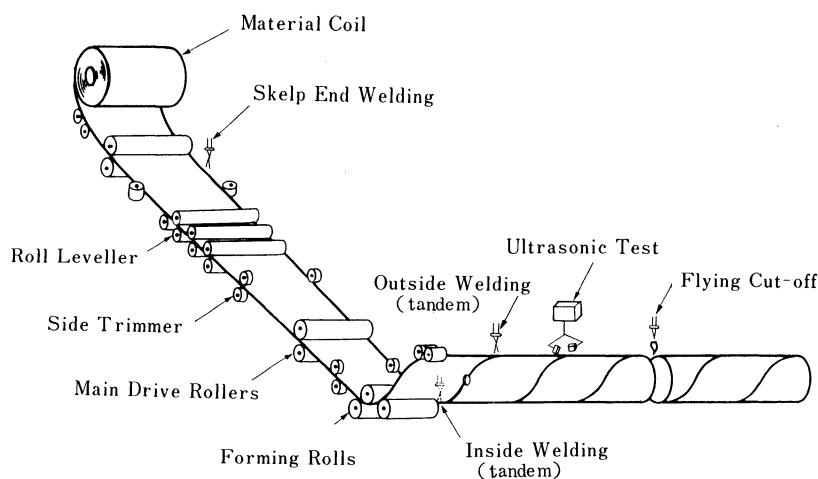 Material Coil
Skelp End Welding
Roll Leveller
Ultrasonic Test
Outside Welding
(tandem)
Flying Cut-off
Side Trimmer
Main Drive Rollers
Forming Rolls
Inside Welding
(tandem)